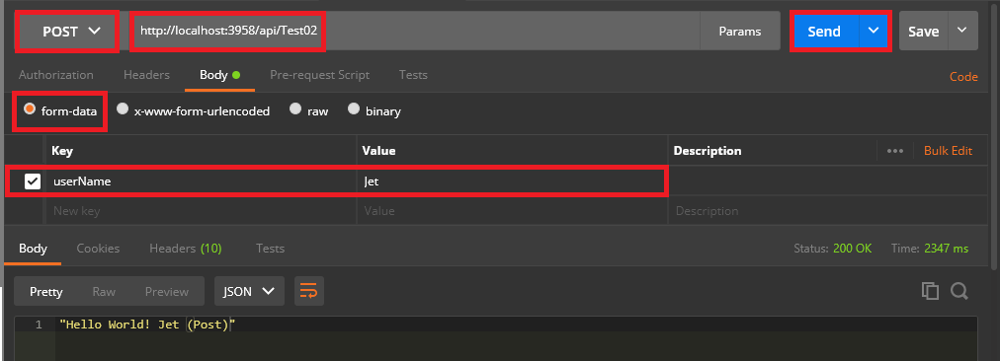 POST http://localhost:3958/api/Test02 Params Send Save
Authorization Headers Body Pre-request Script Tests Code
form-data x-www-form-urlencoded raw binary
Key Value Description ••• Bulk Edit
userName Jet
New key Value Description
Body Cookies Headers (10) Tests Status: 200 OK Time: 2347 ms
Pretty Raw Preview JSON
1 "Hello World! Jet (Post)"